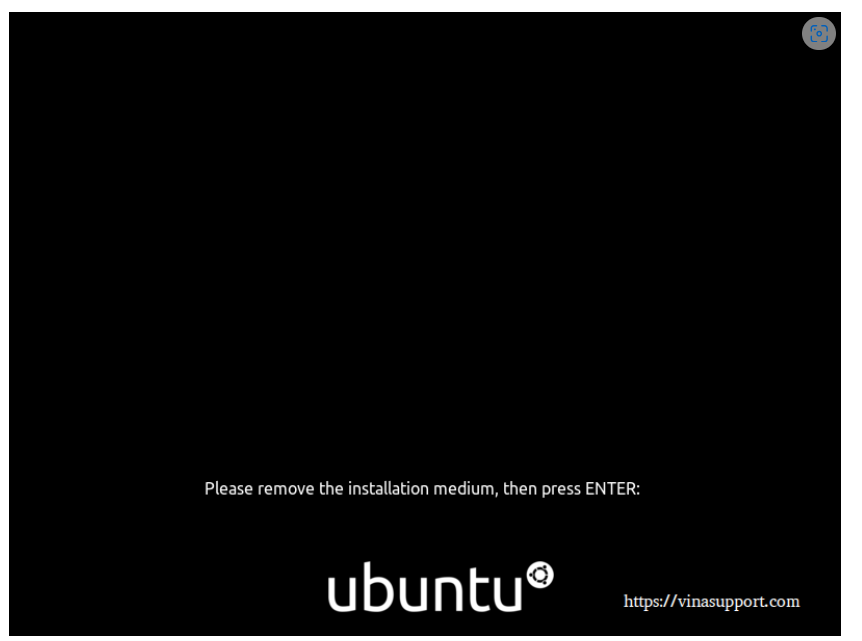 Please remove the installation medium, then press ENTER:
ubuntu
https://vinasupport.com